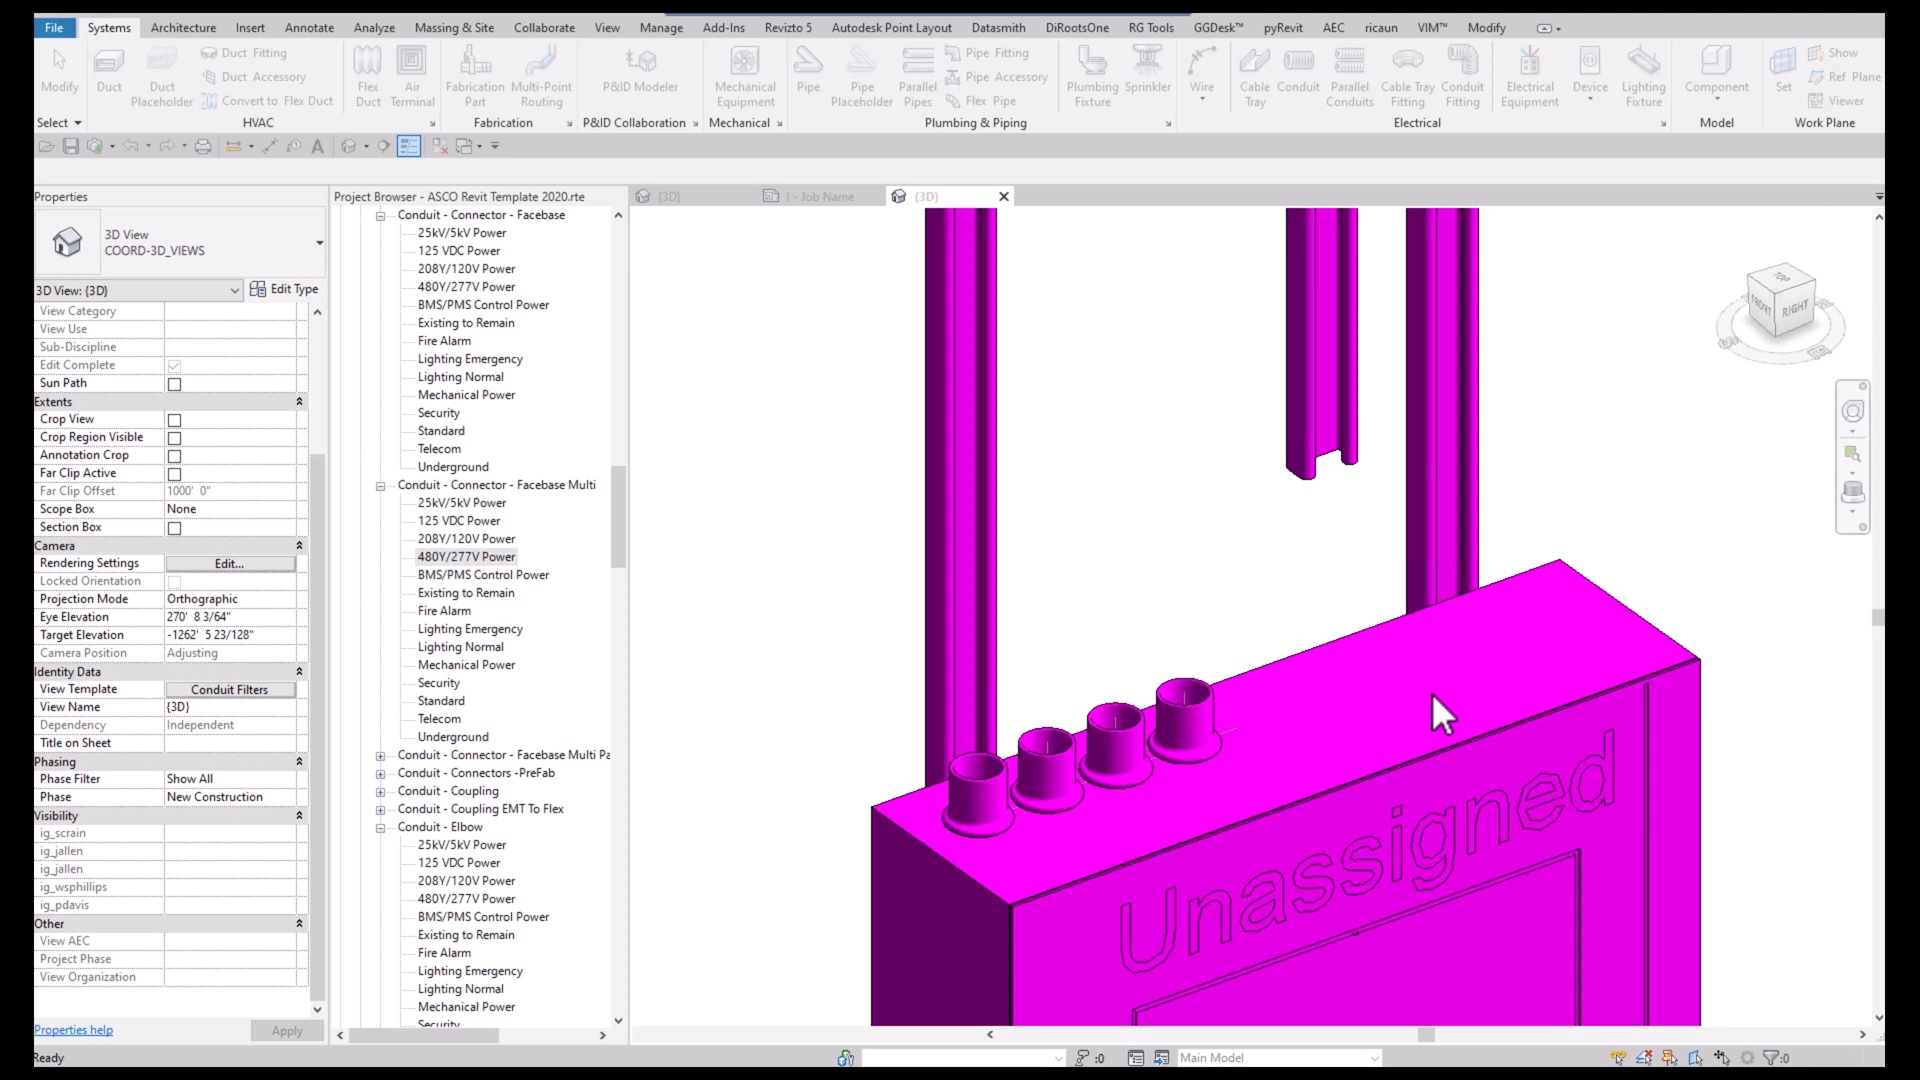 File Systems Architecture Insert Annotate Analyze Massing & Site Collaborate View Manage Add-Ins Revizto 5 Autodesk Point Layout Datasmith DiRootsOne RG Tools GGDesk™ pyRevit AEC ricaun VIM™ Modify
Modify
Duct
Duct Placeholder
Duct Fitting
Duct Accessory
Convert to Flex Duct
Flex Duct
Air Terminal
Fabrication Part
Multi-Point Routing
P&ID Modeler
Mechanical Equipment
Pipe
Pipe Placeholder
Parallel Pipes
Pipe Fitting
Pipe Accessory
Flex Pipe
Plumbing Fixture
Sprinkler
Wire
Cable Tray
Conduit
Parallel Conduits
Cable Tray Fitting
Conduit Fitting
Electrical Equipment
Device
Lighting Fixture
Component
Set
Show
Ref Plane
Viewer
Select HVAC Fabrication P&ID Collaboration Mechanical Plumbing & Piping Electrical Model Work Plane
Properties
3D View
COORD-3D_VIEWS
3D View: {3D} Edit Type
View Category
View Use
Sub-Discipline
Edit Complete
Sun Path
Extents
Crop View
Crop Region Visible
Annotation Crop
Far Clip Active
Far Clip Offset 1000' 0"
Scope Box None
Section Box
Camera
Rendering Settings Edit...
Locked Orientation
Projection Mode Orthographic
Eye Elevation 270' 8 3/64"
Target Elevation -1262' 5 23/128"
Camera Position Adjusting
Identity Data
View Template Conduit Filters
View Name {3D}
Dependency Independent
Title on Sheet
Phasing
Phase Filter Show All
Phase New Construction
Visibility
ig_scrain
ig_jallen
ig_jallen
ig_wsphillips
ig_pdavis
Other
View AEC
Project Phase
View Organization
Properties help Apply
Project Browser - ASCO Revit Template 2020.rte
Conduit - Connector - Facebase
25kV/5kV Power
125 VDC Power
208Y/120V Power
480Y/277V Power
BMS/PMS Control Power
Existing to Remain
Fire Alarm
Lighting Emergency
Lighting Normal
Mechanical Power
Security
Standard
Telecom
Underground
Conduit - Connector - Facebase Multi
25kV/5kV Power
125 VDC Power
208Y/120V Power
480Y/277V Power
BMS/PMS Control Power
Existing to Remain
Fire Alarm
Lighting Emergency
Lighting Normal
Mechanical Power
Security
Standard
Telecom
Underground
Conduit - Connector - Facebase Multi Pa
Conduit - Connectors -PreFab
Conduit - Coupling
Conduit - Coupling EMT To Flex
Conduit - Elbow
25kV/5kV Power
125 VDC Power
208Y/120V Power
480Y/277V Power
BMS/PMS Control Power
Existing to Remain
Fire Alarm
Lighting Emergency
Lighting Normal
Mechanical Power
Security
{3D} ! - Job Name {3D}
TOP
FRONT RIGHT
Unassigned
Ready :0 Main Model :0